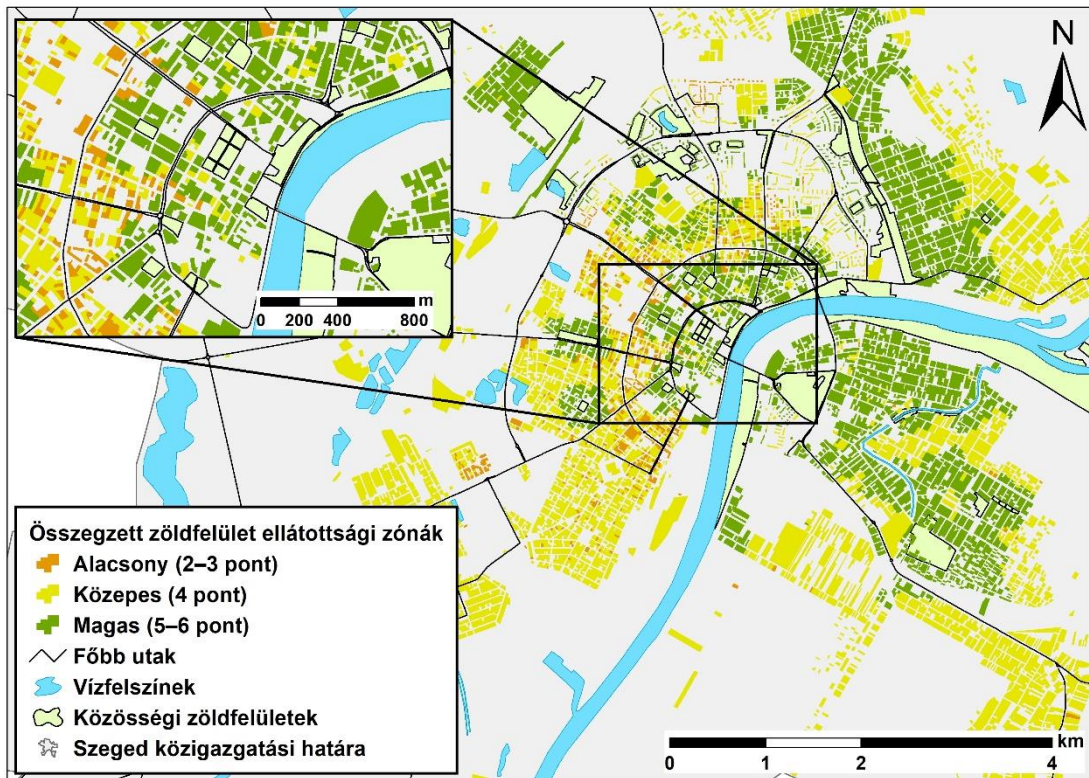 m
0 200 400 800
N
Összegzett zöldfelület ellátottsági zónák
Alacsony (2–3 pont)
Közepes (4 pont)
Magas (5–6 pont)
Főbb utak
Vízfelszínek
Közösségi zöldfelületek
Szeged közigazgatási határa
km
0 1 2 4